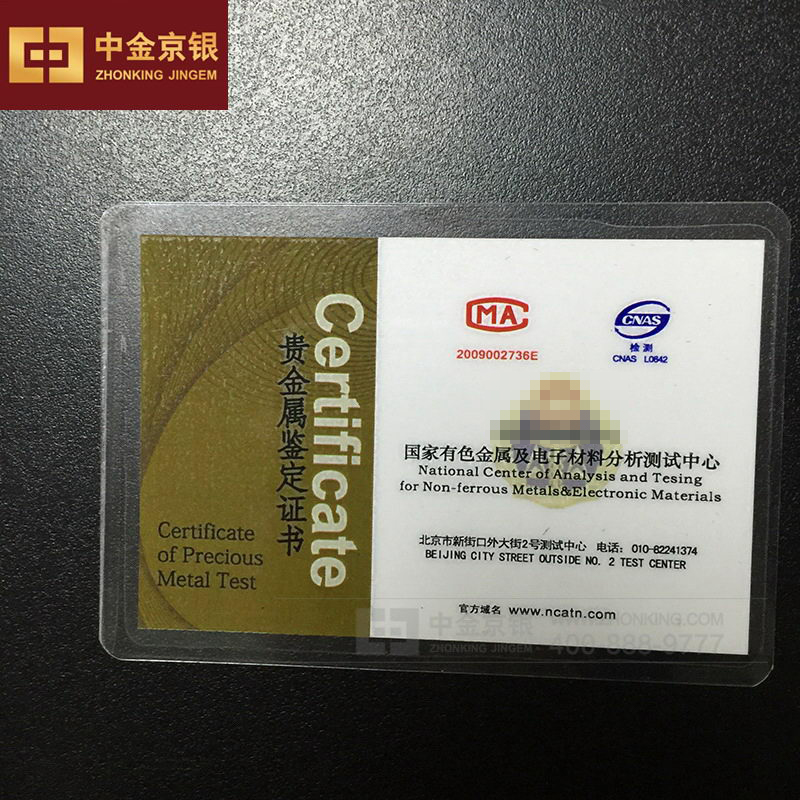 中金京银
ZHONKING JINGEM
Certificate
贵金属鉴定证书
Certificate
of Precious
Metal Test
CMA
2009002736E
CNAS
检测
CNAS L0642
国家有色金属及电子材料分析测试中心
National Center of Analysis and Tesing
for Non-ferrous Metals&Electronic Materials
北京市新街口外大街2号测试中心 电话: 010-82241374
BEIJING CITY STREET OUTSIDE NO. 2 TEST CENTER
官方域名 www.ncatn.com
中金京银
ZHONKING JINGEM
WWW.ZHONKING.COM
400-888-9777